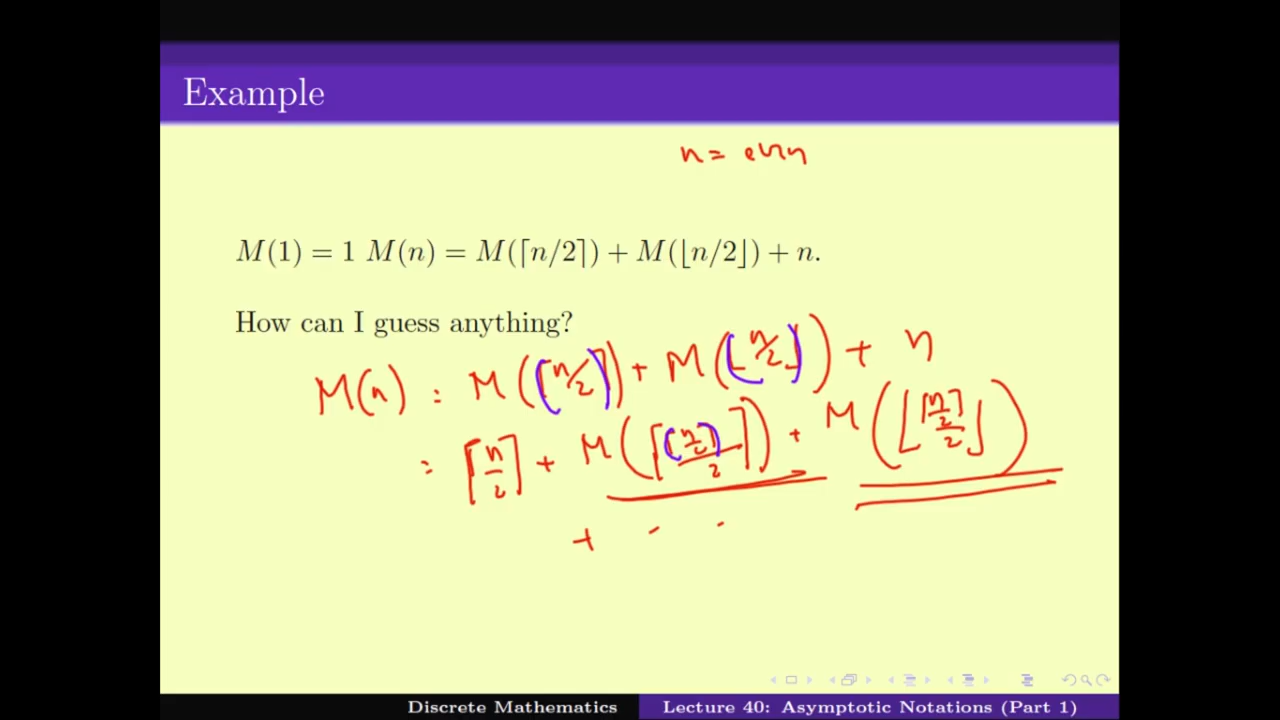 Example
n = even
M(1) = 1 M(n) = M(⌈n/2⌉) + M(⌊n/2⌋) + n.
How can I guess anything?
M(n) = M(⌈n/2⌉) + M(⌊n/2⌋) + n
= ⌈n/2⌉ + M(⌈⌈n/2⌉/2⌉) + M(⌊⌈n/2⌉/2⌋)
+ . .
Discrete Mathematics Lecture 40: Asymptotic Notations (Part 1)